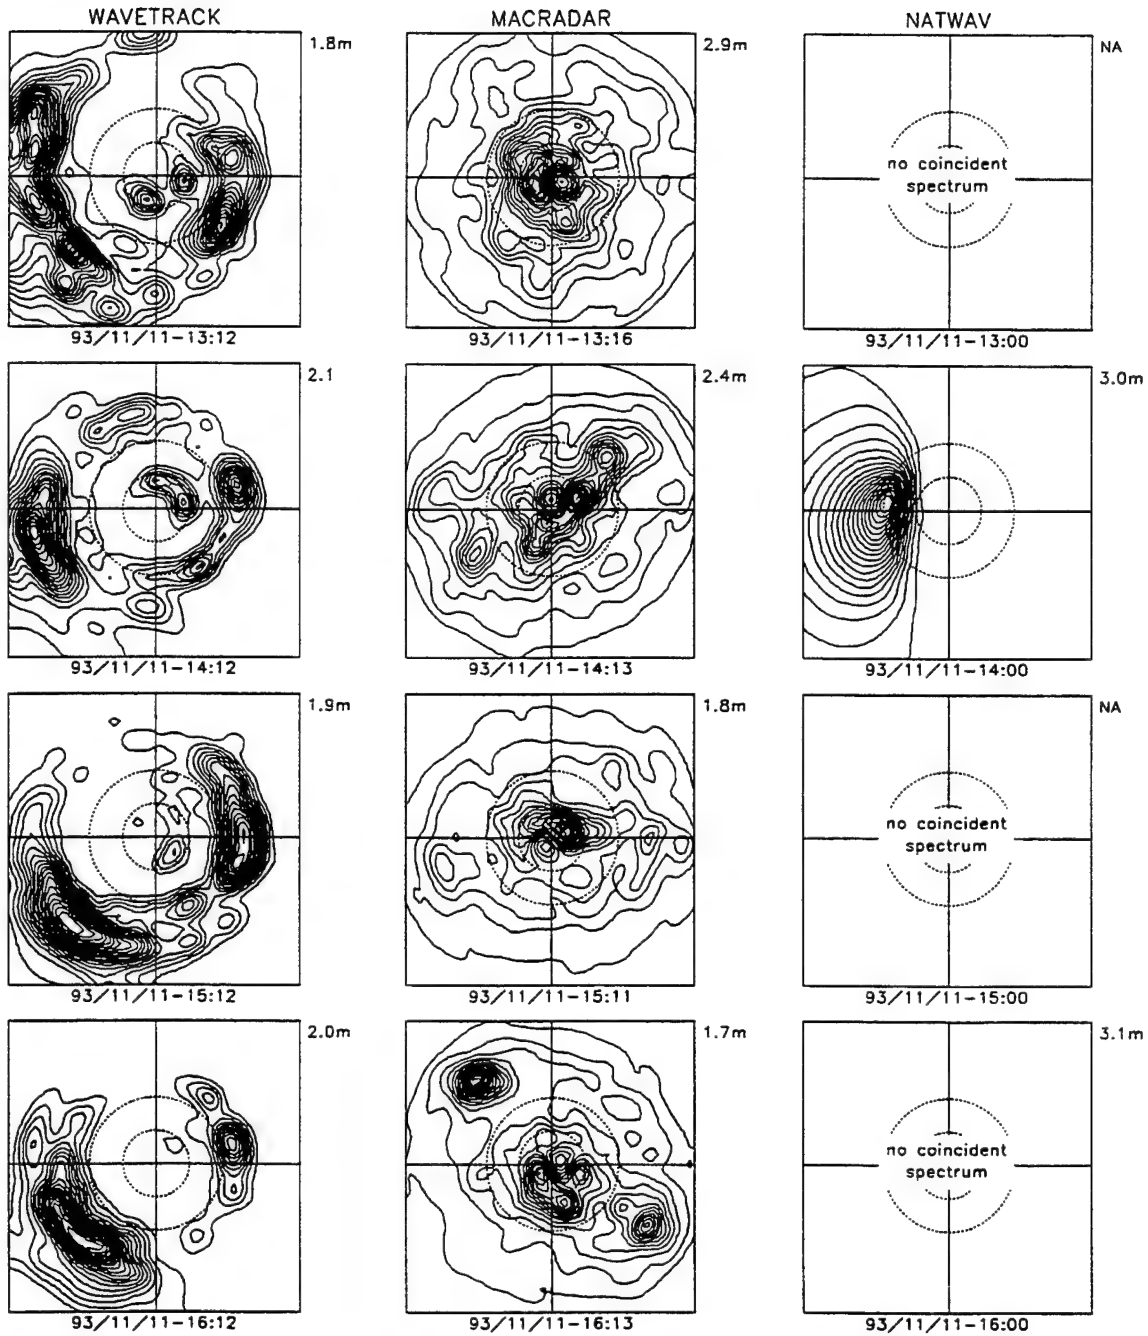 WAVETRACK MACRADAR NATWAV
1.8m 2.9m NA
no coincident
spectrum
93/11/11-13:12 93/11/11-13:16 93/11/11-13:00
2.1 2.4m 3.0m
93/11/11-14:12 93/11/11-14:13 93/11/11-14:00
1.9m 1.8m NA
no coincident
spectrum
93/11/11-15:12 93/11/11-15:11 93/11/11-15:00
2.0m 1.7m 3.1m
no coincident
spectrum
93/11/11-16:12 93/11/11-16:13 93/11/11-16:00